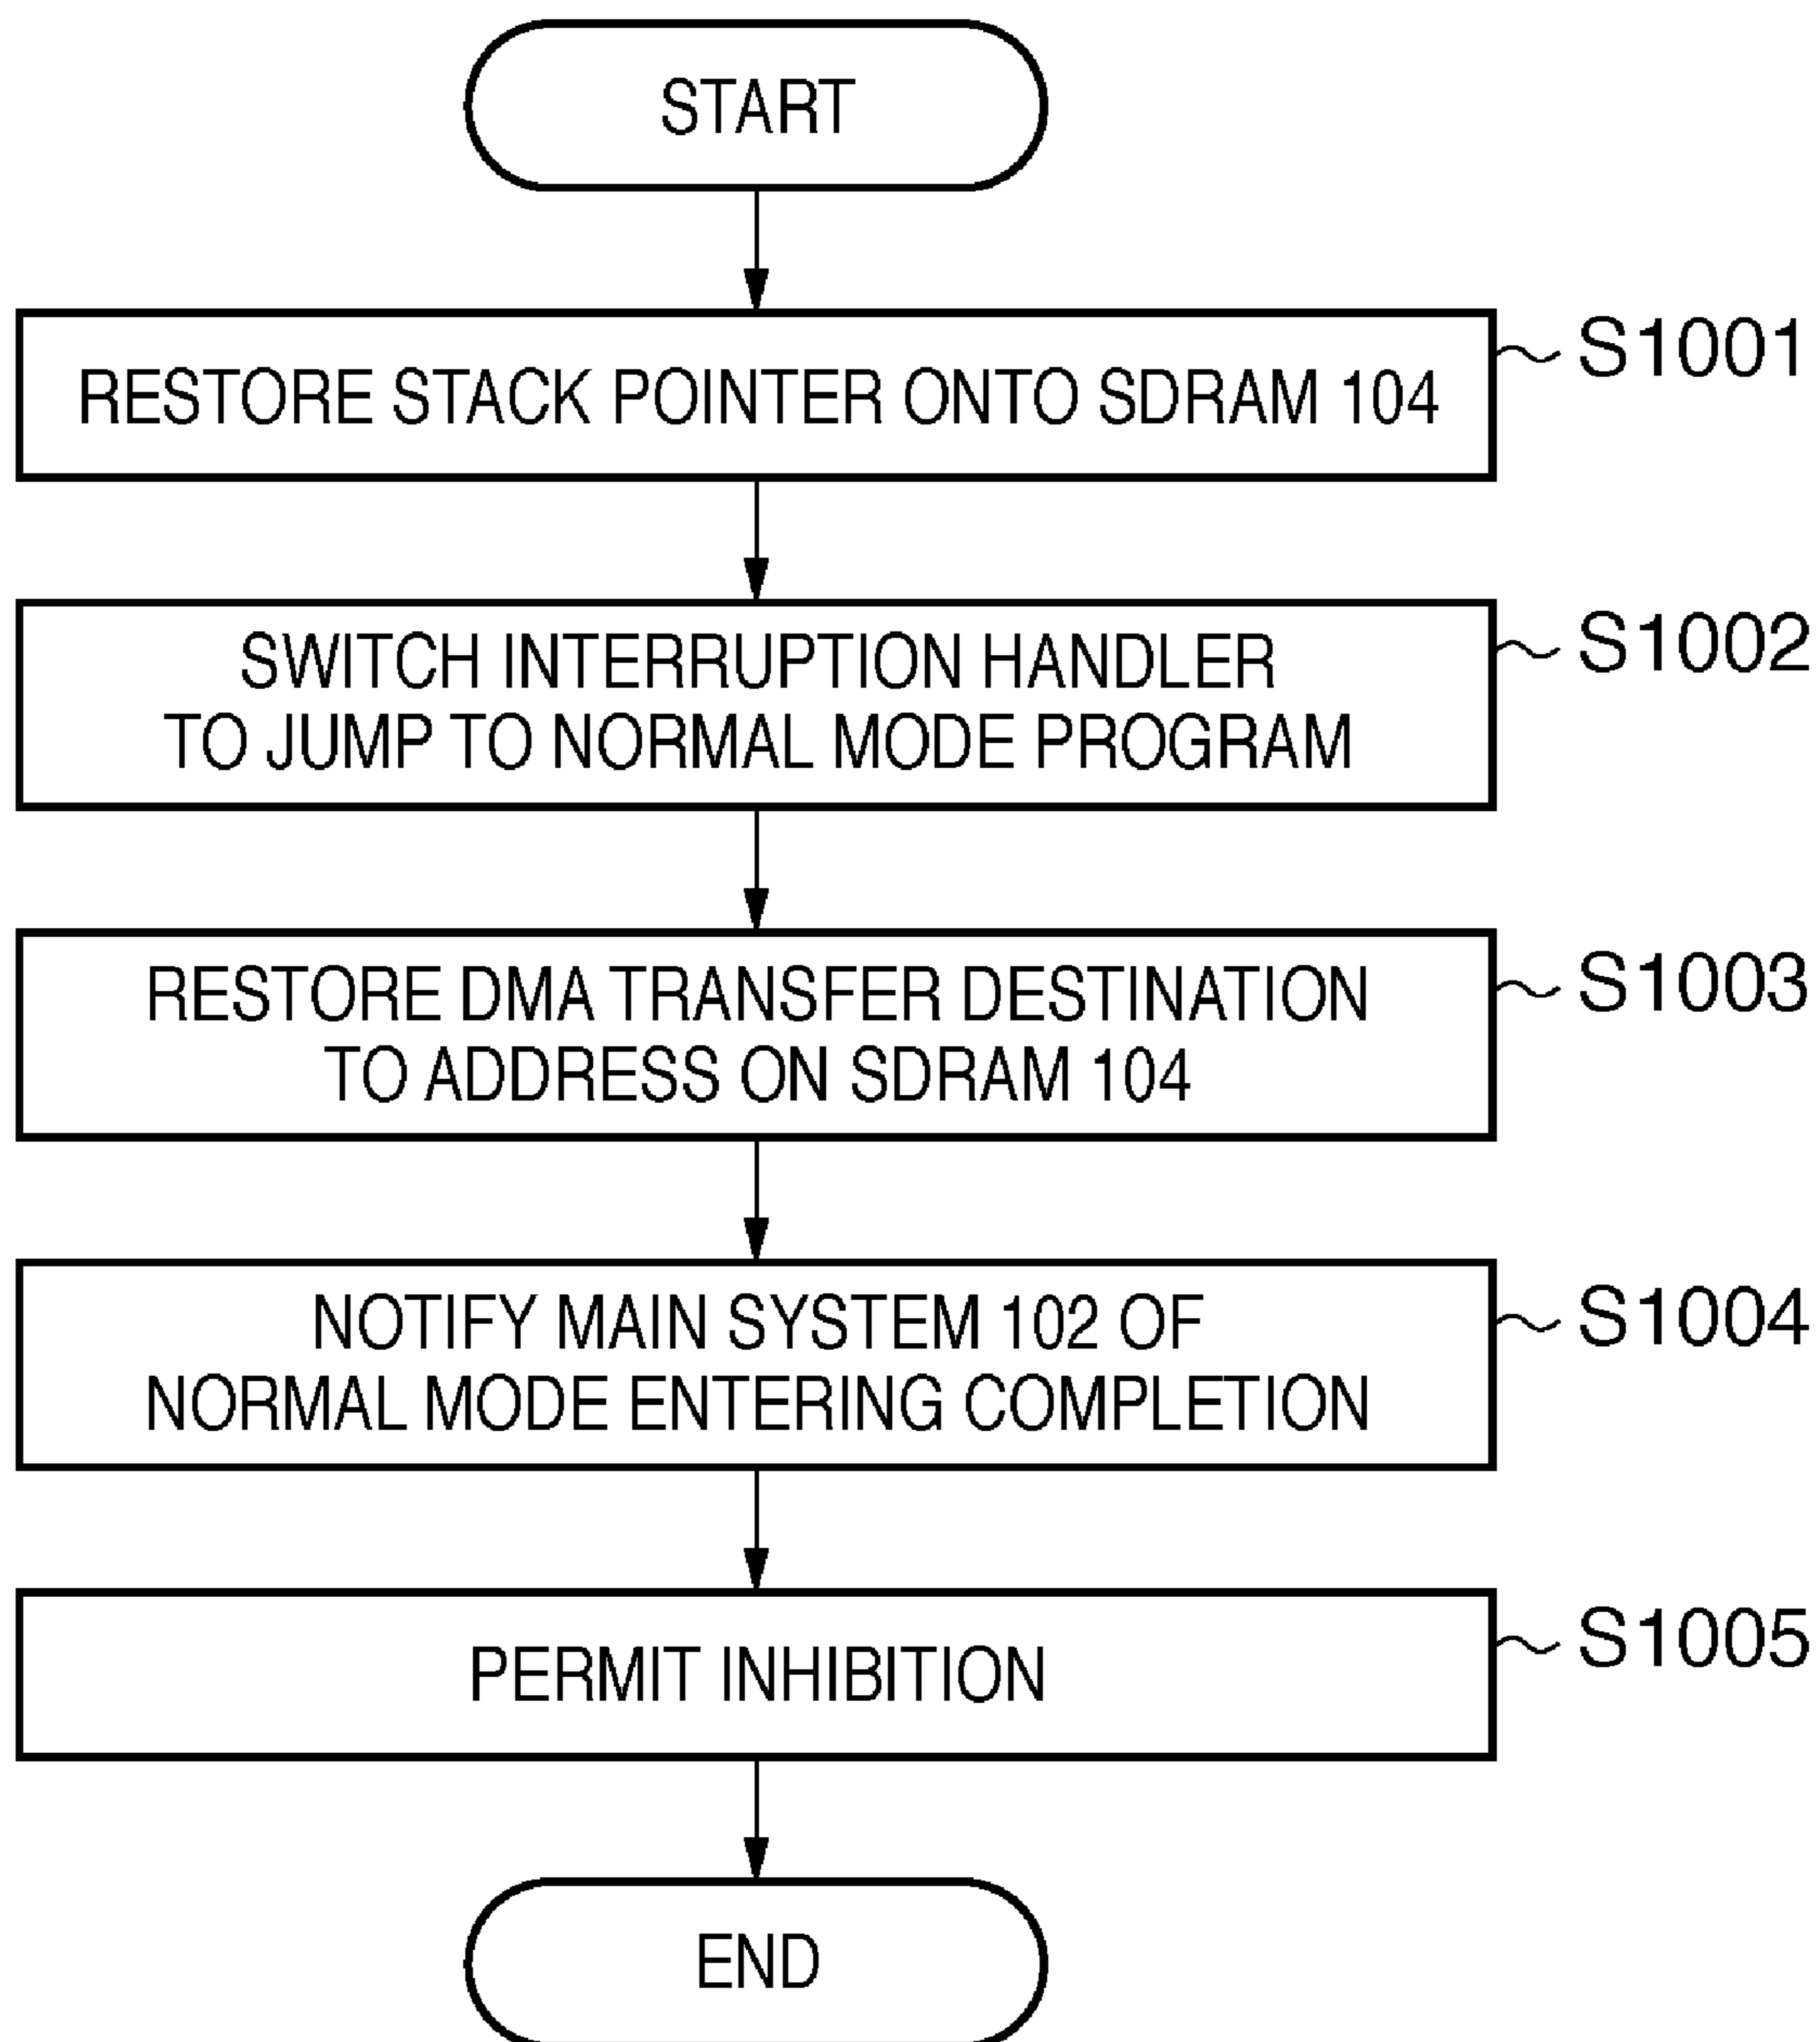 START
RESTORE STACK POINTER ONTO SDRAM 104
S1001
SWITCH INTERRUPTION HANDLER
TO JUMP TO NORMAL MODE PROGRAM
S1002
RESTORE DMA TRANSFER DESTINATION
TO ADDRESS ON SDRAM 104
S1003
NOTIFY MAIN SYSTEM 102 OF
NORMAL MODE ENTERING COMPLETION
S1004
PERMIT INHIBITION
S1005
END